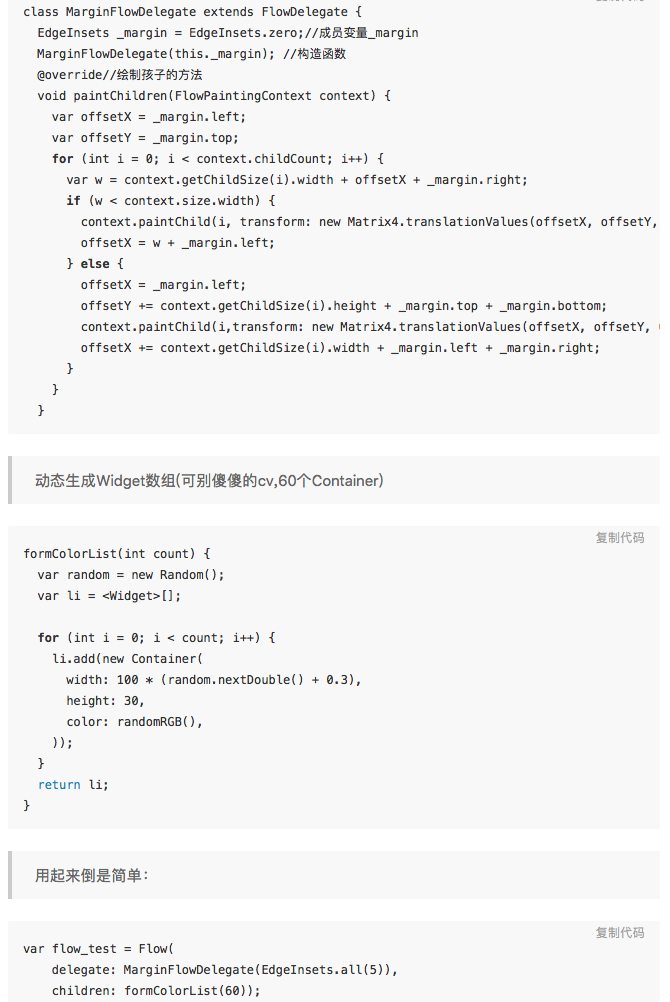 class MarginFlowDelegate extends FlowDelegate {
  EdgeInsets _margin = EdgeInsets.zero;//成员变量_margin
  MarginFlowDelegate(this._margin); //构造函数
  @override//绘制孩子的方法
  void paintChildren(FlowPaintingContext context) {
    var offsetX = _margin.left;
    var offsetY = _margin.top;
    for (int i = 0; i < context.childCount; i++) {
      var w = context.getChildSize(i).width + offsetX + _margin.right;
      if (w < context.size.width) {
        context.paintChild(i, transform: new Matrix4.translationValues(offsetX, offsetY,
        offsetX = w + _margin.left;
      } else {
        offsetX = _margin.left;
        offsetY += context.getChildSize(i).height + _margin.top + _margin.bottom;
        context.paintChild(i,transform: new Matrix4.translationValues(offsetX, offsetY,
        offsetX += context.getChildSize(i).width + _margin.left + _margin.right;
      }
    }
  }
动态生成Widget数组(可别傻傻的cv,60个Container)
复制代码
formColorList(int count) {
  var random = new Random();
  var li = <Widget>[];
  for (int i = 0; i < count; i++) {
    li.add(new Container(
      width: 100 * (random.nextDouble() + 0.3),
      height: 30,
      color: randomRGB(),
    ));
  }
  return li;
}
用起来倒是简单：
复制代码
var flow_test = Flow(
    delegate: MarginFlowDelegate(EdgeInsets.all(5)),
    children: formColorList(60));